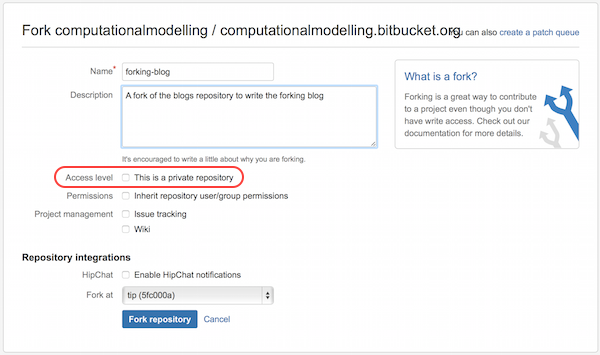 Fork computationalmodelling / computationalmodelling.bitbucket.org
You can also create a patch queue
Name* forking-blog
Description A fork of the blogs repository to write the forking blog
It's encouraged to write a little about why you are forking.
Access level This is a private repository
Permissions Inherit repository user/group permissions
Project management Issue tracking
Wiki
Repository integrations
HipChat Enable HipChat notifications
Fork at tip (5fc000a)
Fork repository Cancel
What is a fork?
Forking is a great way to contribute
to a project even though you don't
have write access. Check out our
documentation for more details.